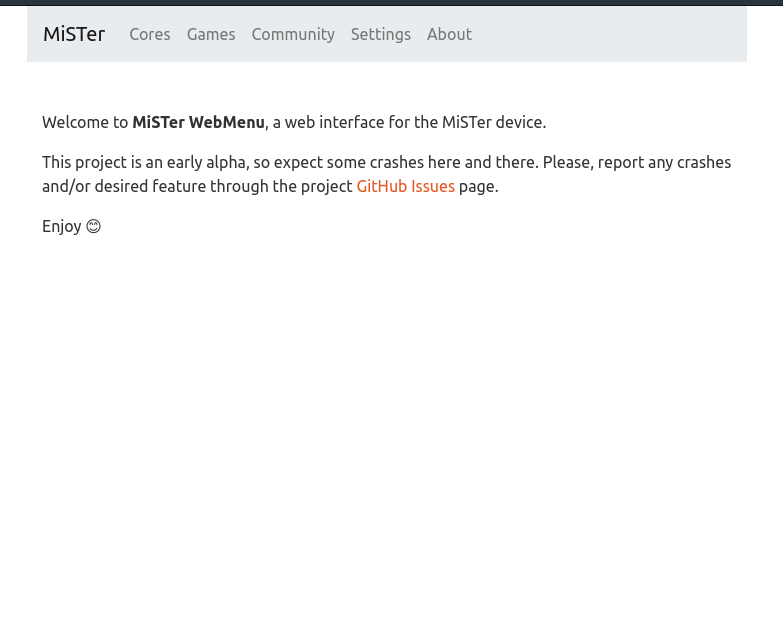 MiSTer Cores Games Community Settings About
Welcome to MiSTer WebMenu, a web interface for the MiSTer device.
This project is an early alpha, so expect some crashes here and there. Please, report any crashes
and/or desired feature through the project GitHub Issues page.
Enjoy 😊